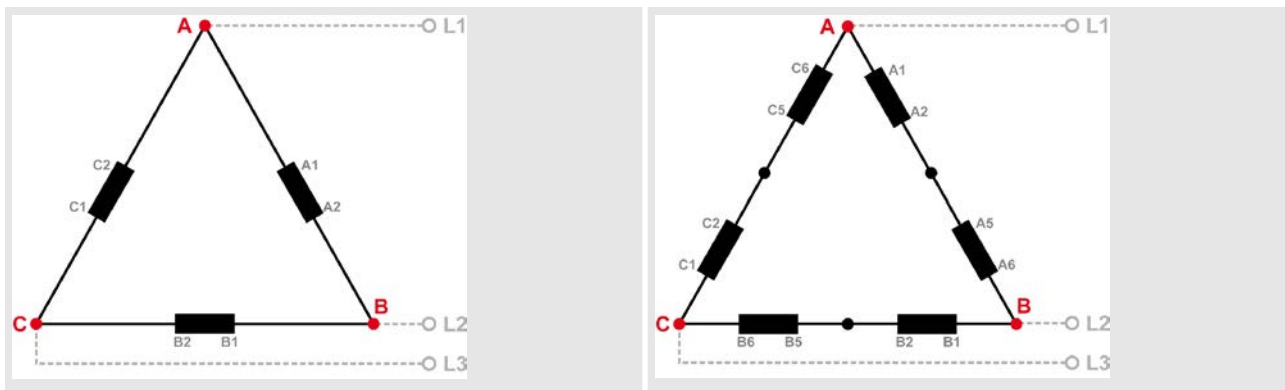 A L1
C2 A1
C1 A2
C B L2
B2 B1
L3
A L1
C6 A1
C5 A2
C2 A5
C1 A6
C B L2
B6 B5 B2 B1
L3